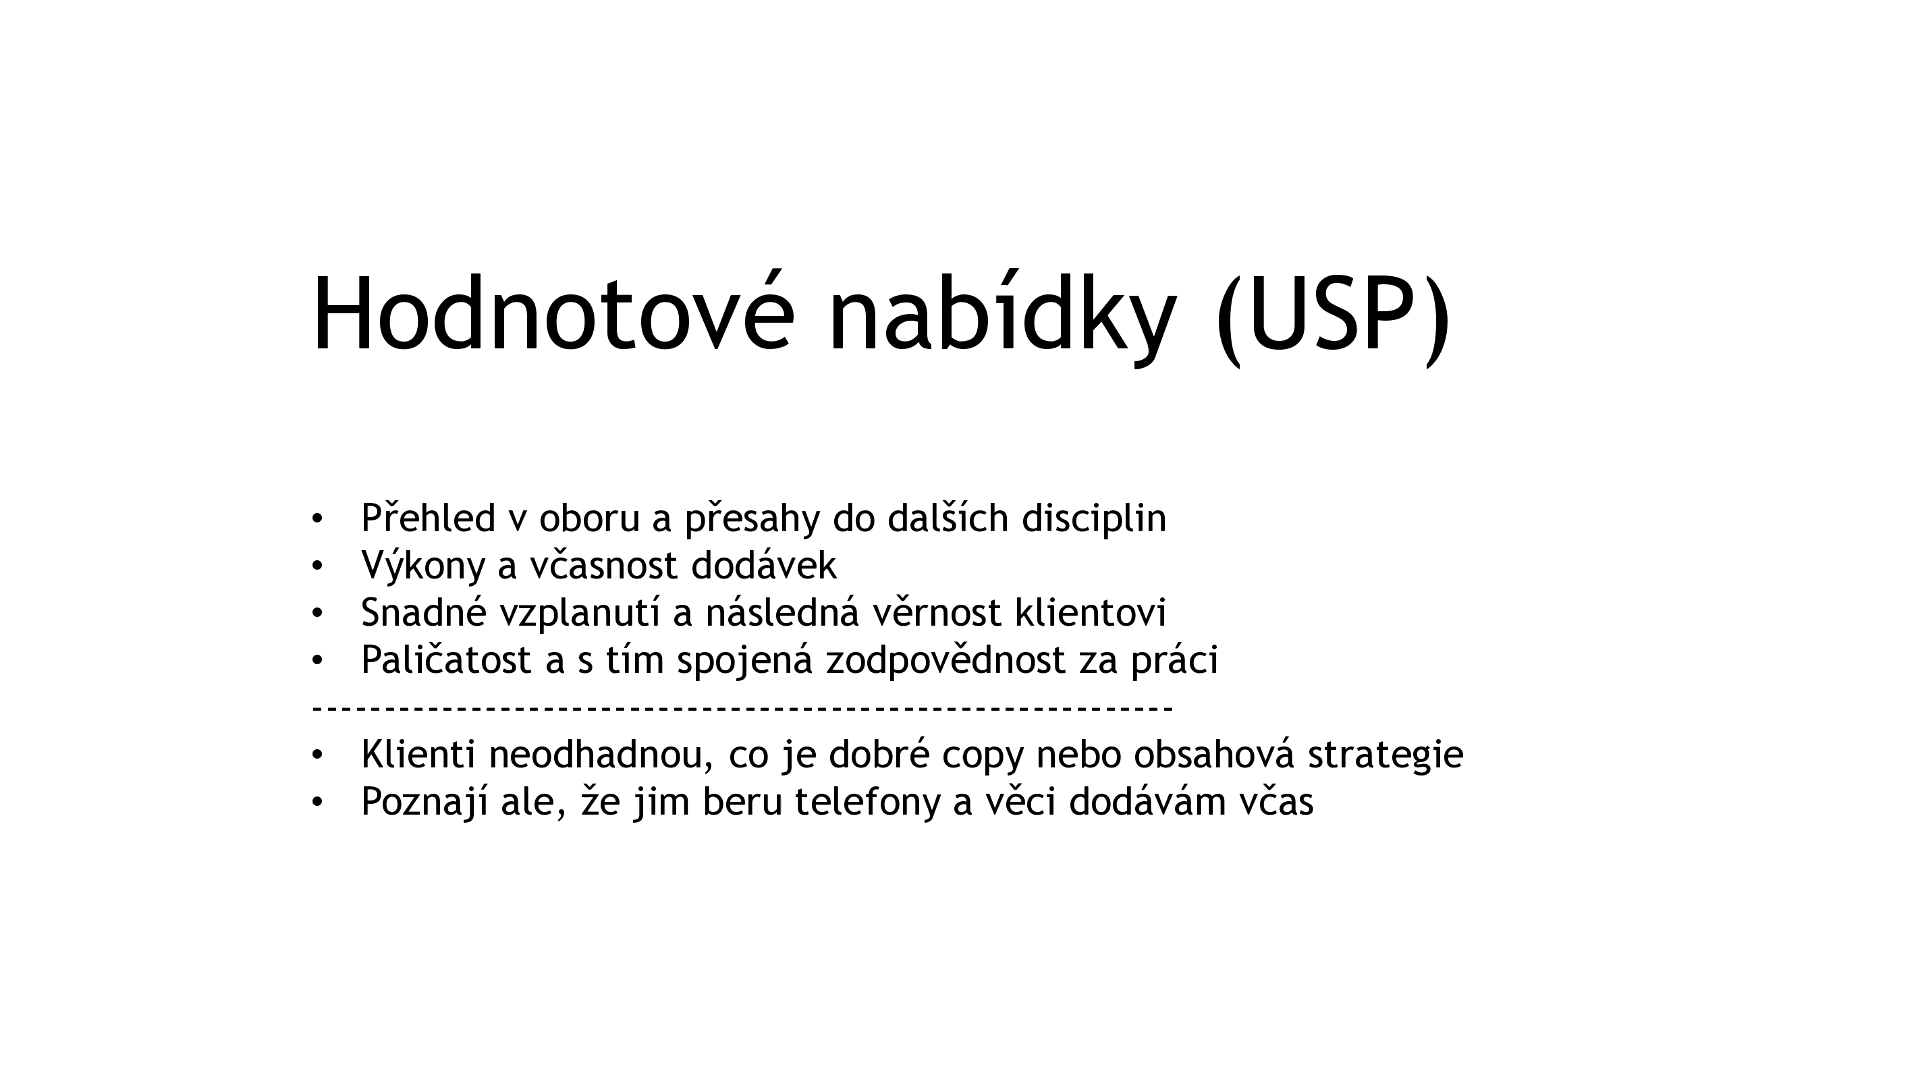 Hodnotové nabídky (USP)
• Přehled v oboru a přesahy do dalších disciplin
• Výkony a včasnost dodávek
• Snadné vzplanutí a následná věrnost klientovi
• Paličatost a s tím spojená zodpovědnost za práci
------------------------------------------------------------
• Klienti neodhadnou, co je dobré copy nebo obsahová strategie
• Poznají ale, že jim beru telefony a věci dodávám včas